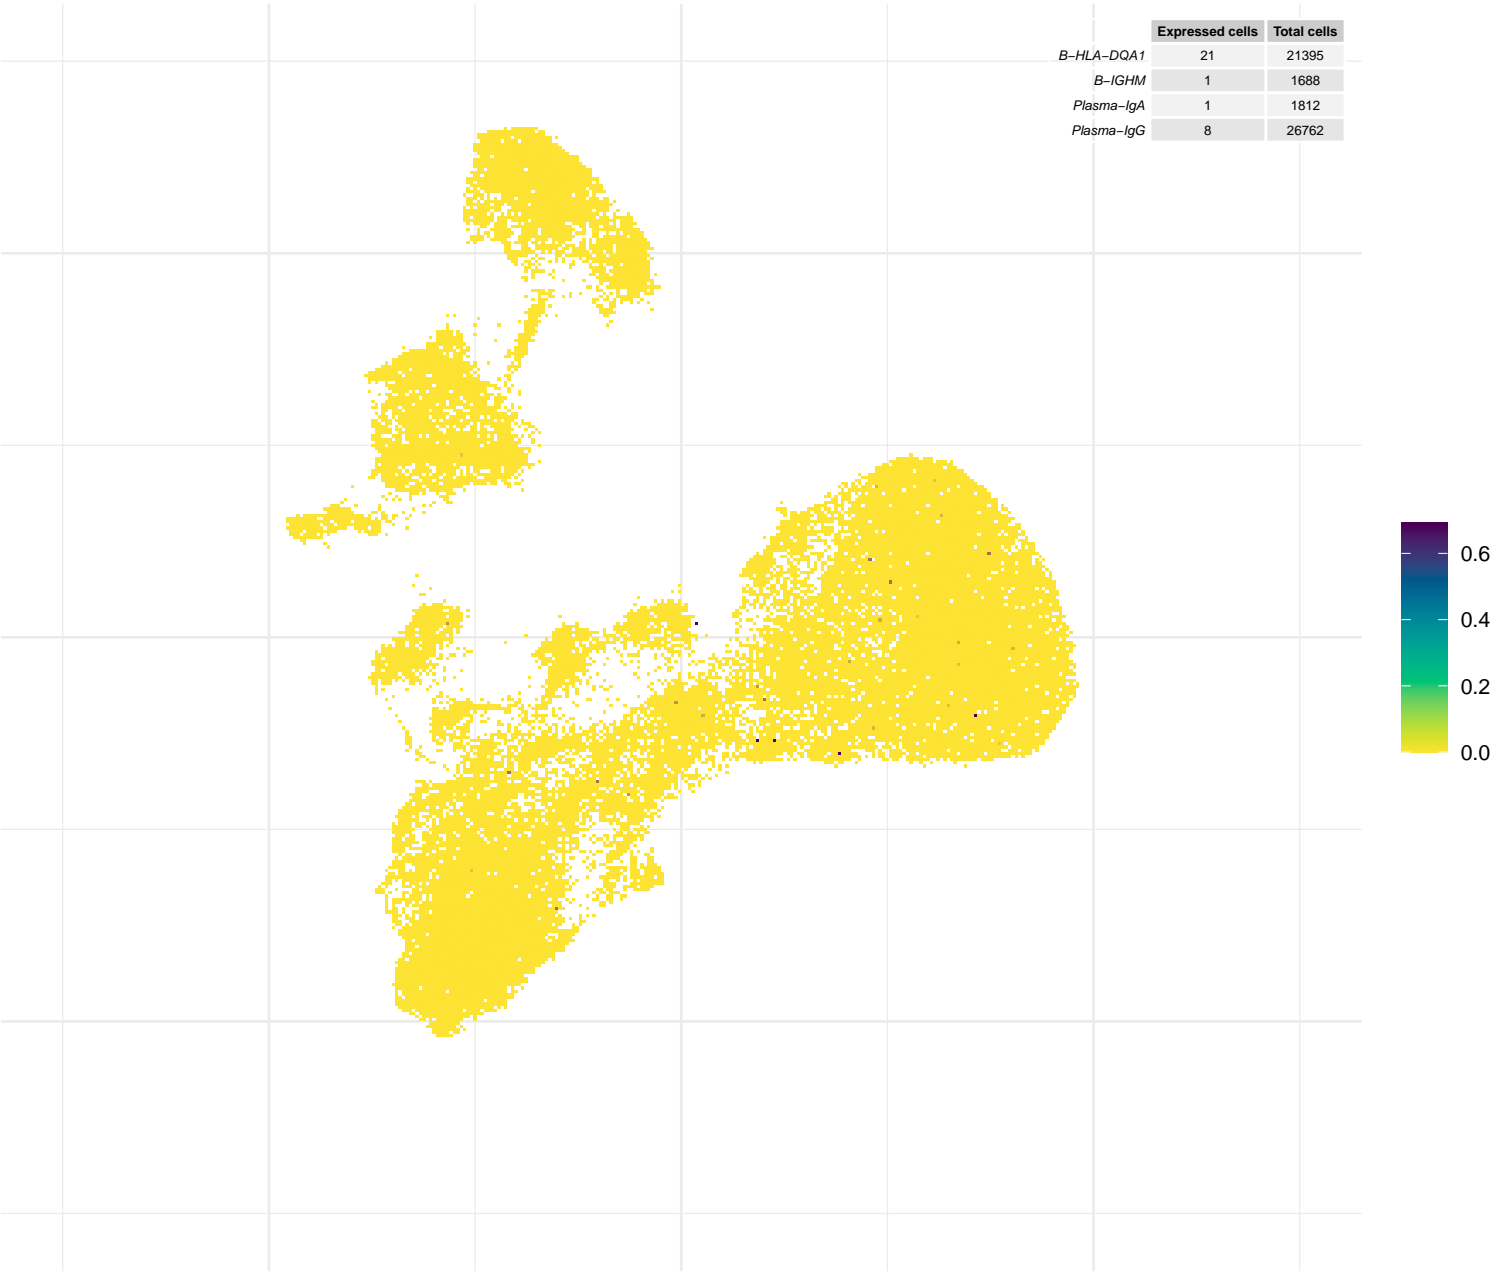 Expressed cells Total cells
B−HLA−DQA1 21 21395
B−IGHM 1 1688
Plasma−IgA 1 1812
Plasma−IgG 8 26762
0.6
0.4
0.2
0.0